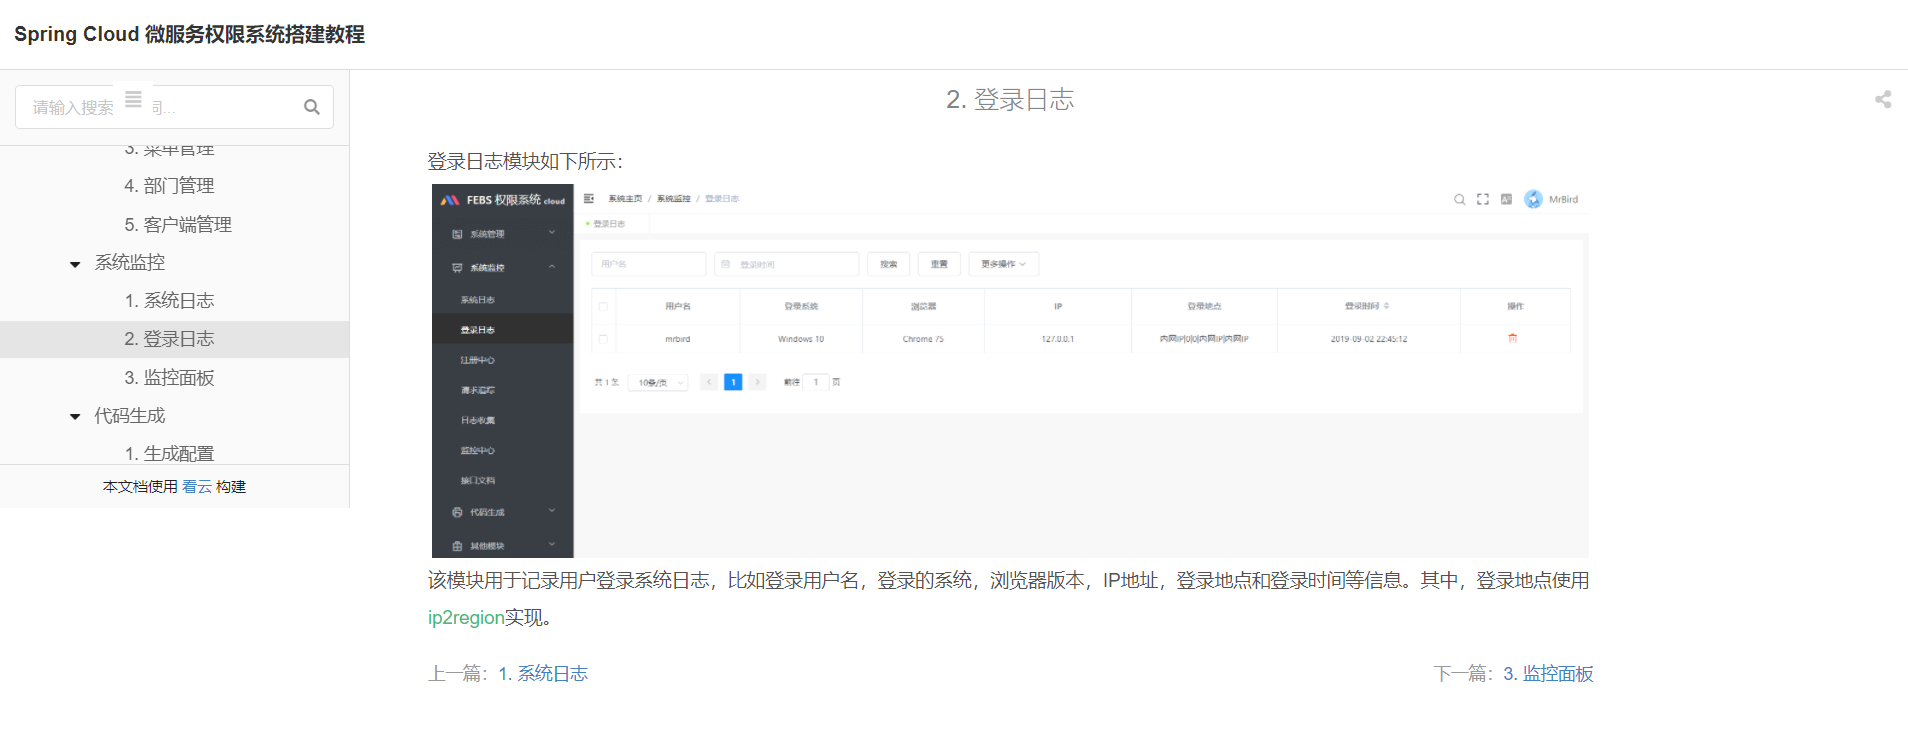 Spring Cloud 微服务权限系统搭建教程
请输入搜索 词...
3. 菜单管理
4. 部门管理
5. 客户端管理
系统监控
1. 系统日志
2. 登录日志
3. 监控面板
代码生成
1. 生成配置
本文档使用 看云 构建
2. 登录日志
登录日志模块如下所示：
FEBS 权限系统 cloud
系统主页 / 系统监控 / 登录日志
MrBird
登录日志
系统管理
系统监控
系统日志
登录日志
注册中心
请求追踪
日志收集
监控中心
接口文档
代码生成
其他模块
用户名 登录时间 搜索 重置 更多操作
用户名 登录系统 浏览器 IP 登录地点 登录时间 操作
mrbird Windows 10 Chrome 75 127.0.0.1 内网IP|0|0|内网IP|内网IP 2019-09-02 22:45:12
共 1 条 10条/页 1 前往 1 页
该模块用于记录用户登录系统日志，比如登录用户名，登录的系统，浏览器版本，IP地址，登录地点和登录时间等信息。其中，登录地点使用
ip2region实现。
上一篇：1. 系统日志
下一篇：3. 监控面板